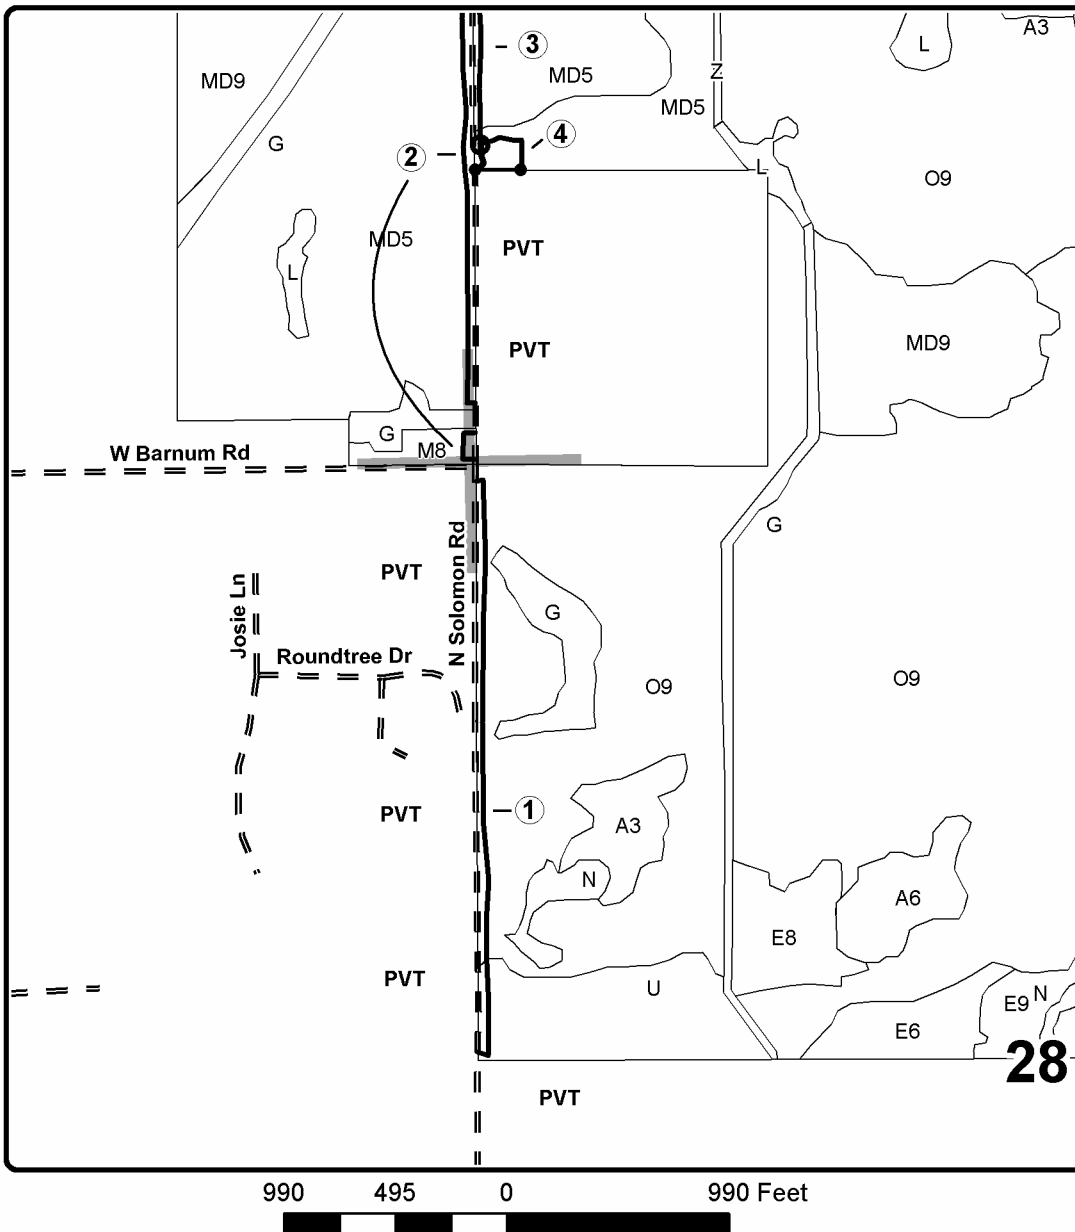 A3
L
3
MD5
Z
MD9
MD5
4
G
2
L
O9
MD5
PVT
L
PVT
MD9
G
M8
W Barnum Rd
G
N Solomon Rd
PVT
Josie Ln
G
Roundtree Dr
O9
O9
1
PVT
A3
N
A6
E8
PVT
U
E9
N
E6
28
PVT
990 495 0 990 Feet